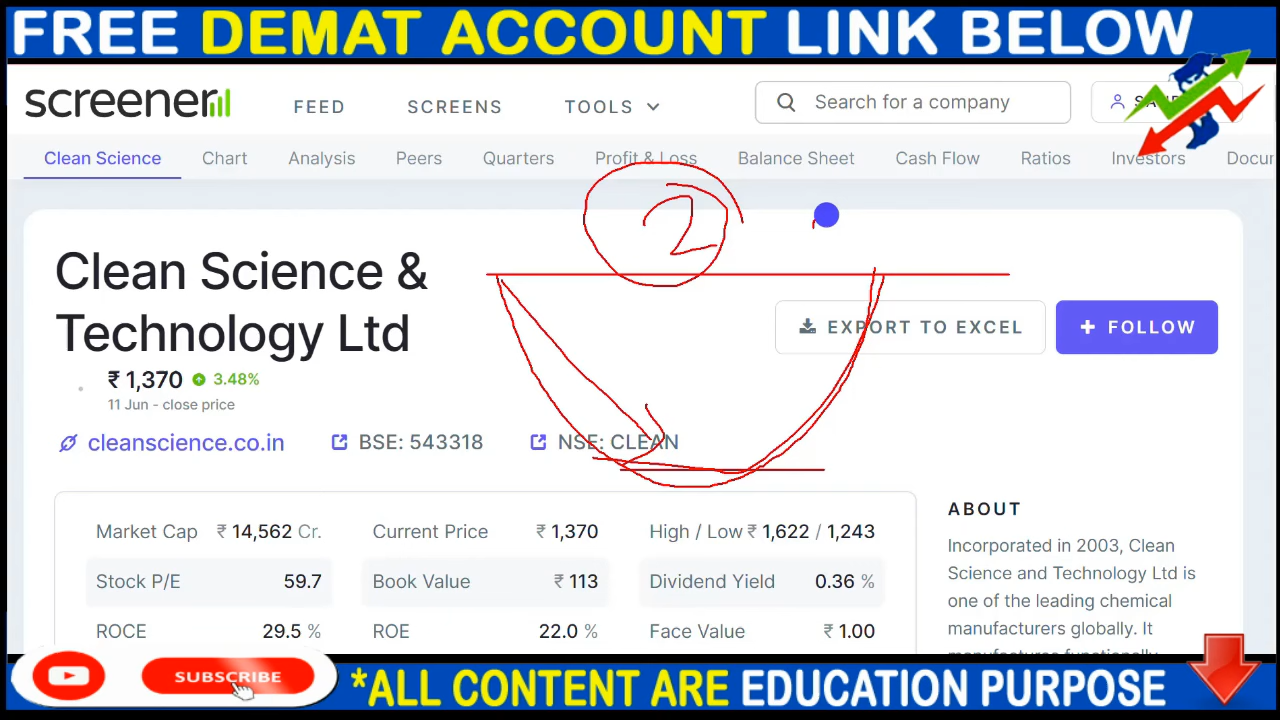 FREE DEMAT ACCOUNT LINK BELOW
screener
FEED SCREENS TOOLS Search for a company
Clean Science Chart Analysis Peers Quarters Profit & Loss Balance Sheet Cash Flow Ratios Investors Docum
2
Clean Science &
Technology Ltd
EXPORT TO EXCEL + FOLLOW
₹ 1,370 3.48%
11 Jun - close price
cleanscience.co.in BSE: 543318 NSE: CLEAN
Market Cap ₹ 14,562 Cr. Current Price ₹ 1,370 High / Low ₹ 1,622 / 1,243
Stock P/E 59.7 Book Value ₹ 113 Dividend Yield 0.36 %
ROCE 29.5 % ROE 22.0 % Face Value ₹ 1.00
ABOUT
Incorporated in 2003, Clean
Science and Technology Ltd is
one of the leading chemical
manufacturers globally. It
manufactures functionally
SUBSCRIBE
*ALL CONTENT ARE EDUCATION PURPOSE